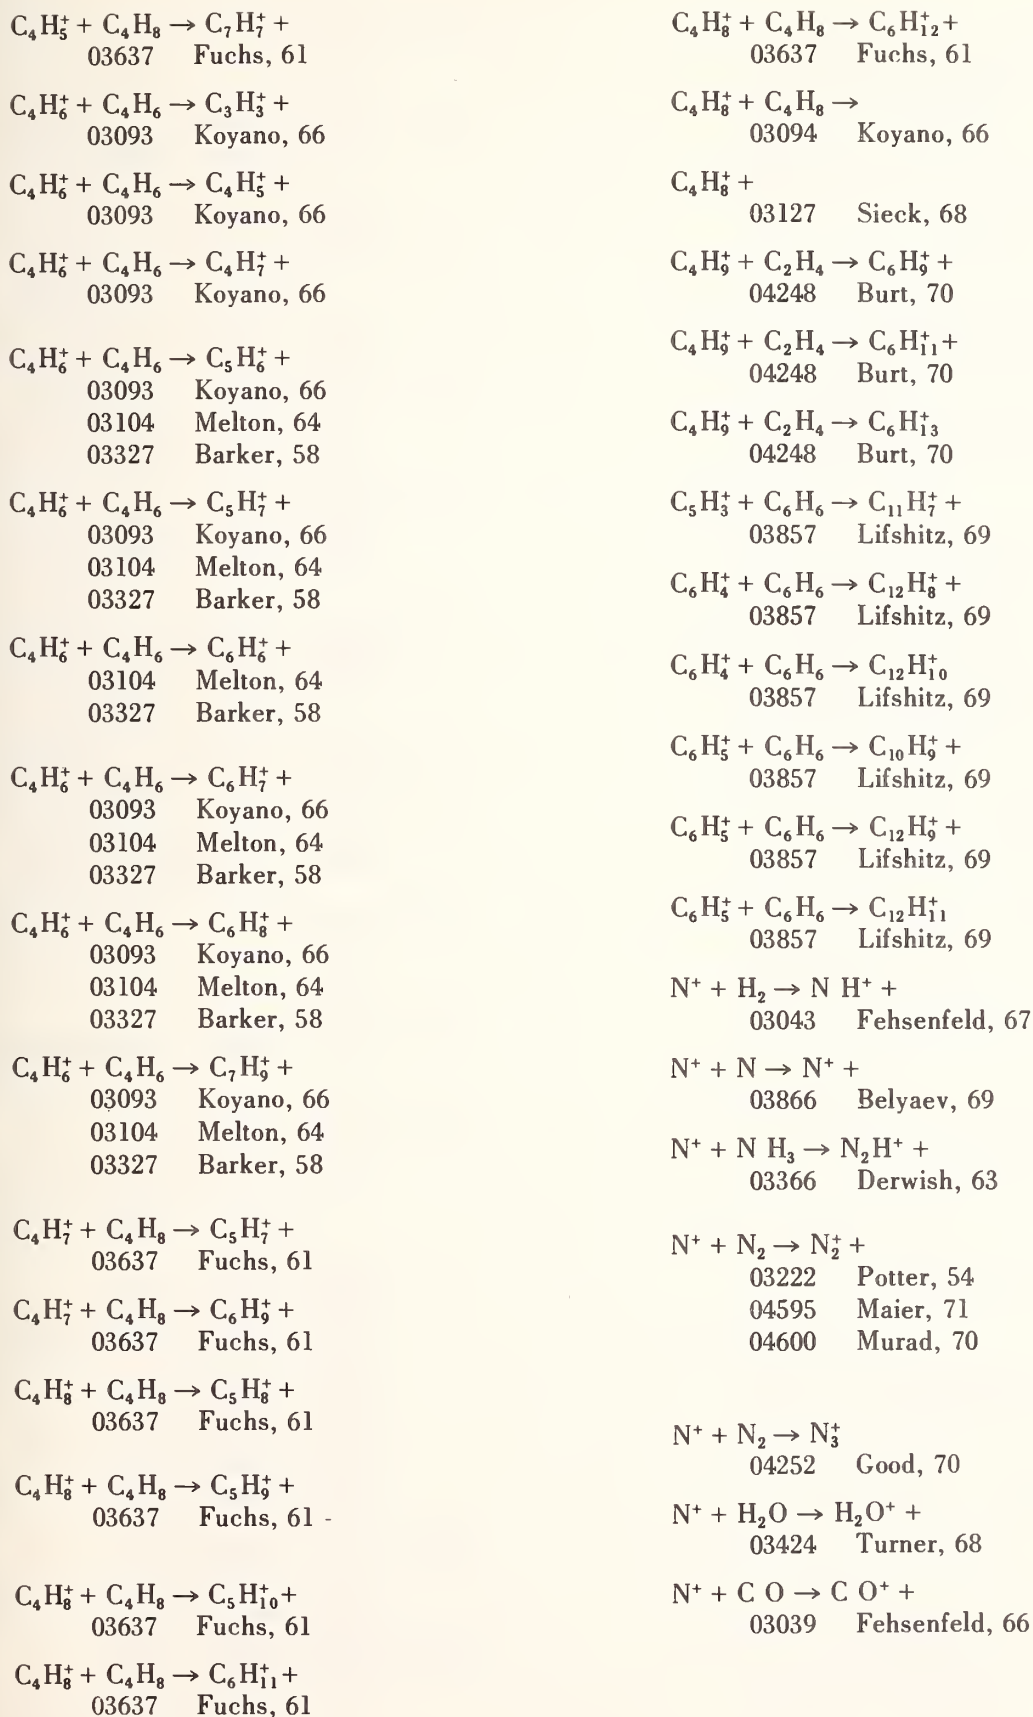 C₄H₅⁺ + C₄H₈ → C₇H₇⁺ +
03637 Fuchs, 61
C₄H₆⁺ + C₄H₆ → C₃H₃⁺ +
03093 Koyano, 66
C₄H₆⁺ + C₄H₆ → C₄H₅⁺ +
03093 Koyano, 66
C₄H₆⁺ + C₄H₆ → C₄H₇⁺ +
03093 Koyano, 66
C₄H₆⁺ + C₄H₆ → C₅H₆⁺ +
03093 Koyano, 66
03104 Melton, 64
03327 Barker, 58
C₄H₆⁺ + C₄H₆ → C₅H₇⁺ +
03093 Koyano, 66
03104 Melton, 64
03327 Barker, 58
C₄H₆⁺ + C₄H₆ → C₆H₆⁺ +
03104 Melton, 64
03327 Barker, 58
C₄H₆⁺ + C₄H₆ → C₆H₇⁺ +
03093 Koyano, 66
03104 Melton, 64
03327 Barker, 58
C₄H₆⁺ + C₄H₆ → C₆H₈⁺ +
03093 Koyano, 66
03104 Melton, 64
03327 Barker, 58
C₄H₆⁺ + C₄H₆ → C₇H₉⁺ +
03093 Koyano, 66
03104 Melton, 64
03327 Barker, 58
C₄H₇⁺ + C₄H₈ → C₅H₇⁺ +
03637 Fuchs, 61
C₄H₇⁺ + C₄H₈ → C₆H₉⁺ +
03637 Fuchs, 61
C₄H₈⁺ + C₄H₈ → C₅H₈⁺ +
03637 Fuchs, 61
C₄H₈⁺ + C₄H₈ → C₅H₉⁺ +
03637 Fuchs, 61 -
C₄H₈⁺ + C₄H₈ → C₅H₁₀⁺ +
03637 Fuchs, 61
C₄H₈⁺ + C₄H₈ → C₆H₁₁⁺ +
03637 Fuchs, 61
C₄H₈⁺ + C₄H₈ → C₆H₁₂⁺ +
03637 Fuchs, 61
C₄H₈⁺ + C₄H₈ →
03094 Koyano, 66
C₄H₈⁺ +
03127 Sieck, 68
C₄H₉⁺ + C₂H₄ → C₆H₉⁺ +
04248 Burt, 70
C₄H₉⁺ + C₂H₄ → C₆H₁₁⁺ +
04248 Burt, 70
C₄H₉⁺ + C₂H₄ → C₆H₁₃⁺
04248 Burt, 70
C₅H₃⁺ + C₆H₆ → C₁₁H₇⁺ +
03857 Lifshitz, 69
C₆H₄⁺ + C₆H₆ → C₁₂H₈⁺ +
03857 Lifshitz, 69
C₆H₄⁺ + C₆H₆ → C₁₂H₁₀⁺
03857 Lifshitz, 69
C₆H₅⁺ + C₆H₆ → C₁₀H₉⁺ +
03857 Lifshitz, 69
C₆H₅⁺ + C₆H₆ → C₁₂H₉⁺ +
03857 Lifshitz, 69
C₆H₅⁺ + C₆H₆ → C₁₂H₁₁⁺
03857 Lifshitz, 69
N⁺ + H₂ → N H⁺ +
03043 Fehsenfeld, 67
N⁺ + N → N⁺ +
03866 Belyaev, 69
N⁺ + N H₃ → N₂H⁺ +
03366 Derwish, 63
N⁺ + N₂ → N₂⁺ +
03222 Potter, 54
04595 Maier, 71
04600 Murad, 70
N⁺ + N₂ → N₃⁺
04252 Good, 70
N⁺ + H₂O → H₂O⁺ +
03424 Turner, 68
N⁺ + C O → C O⁺ +
03039 Fehsenfeld, 66